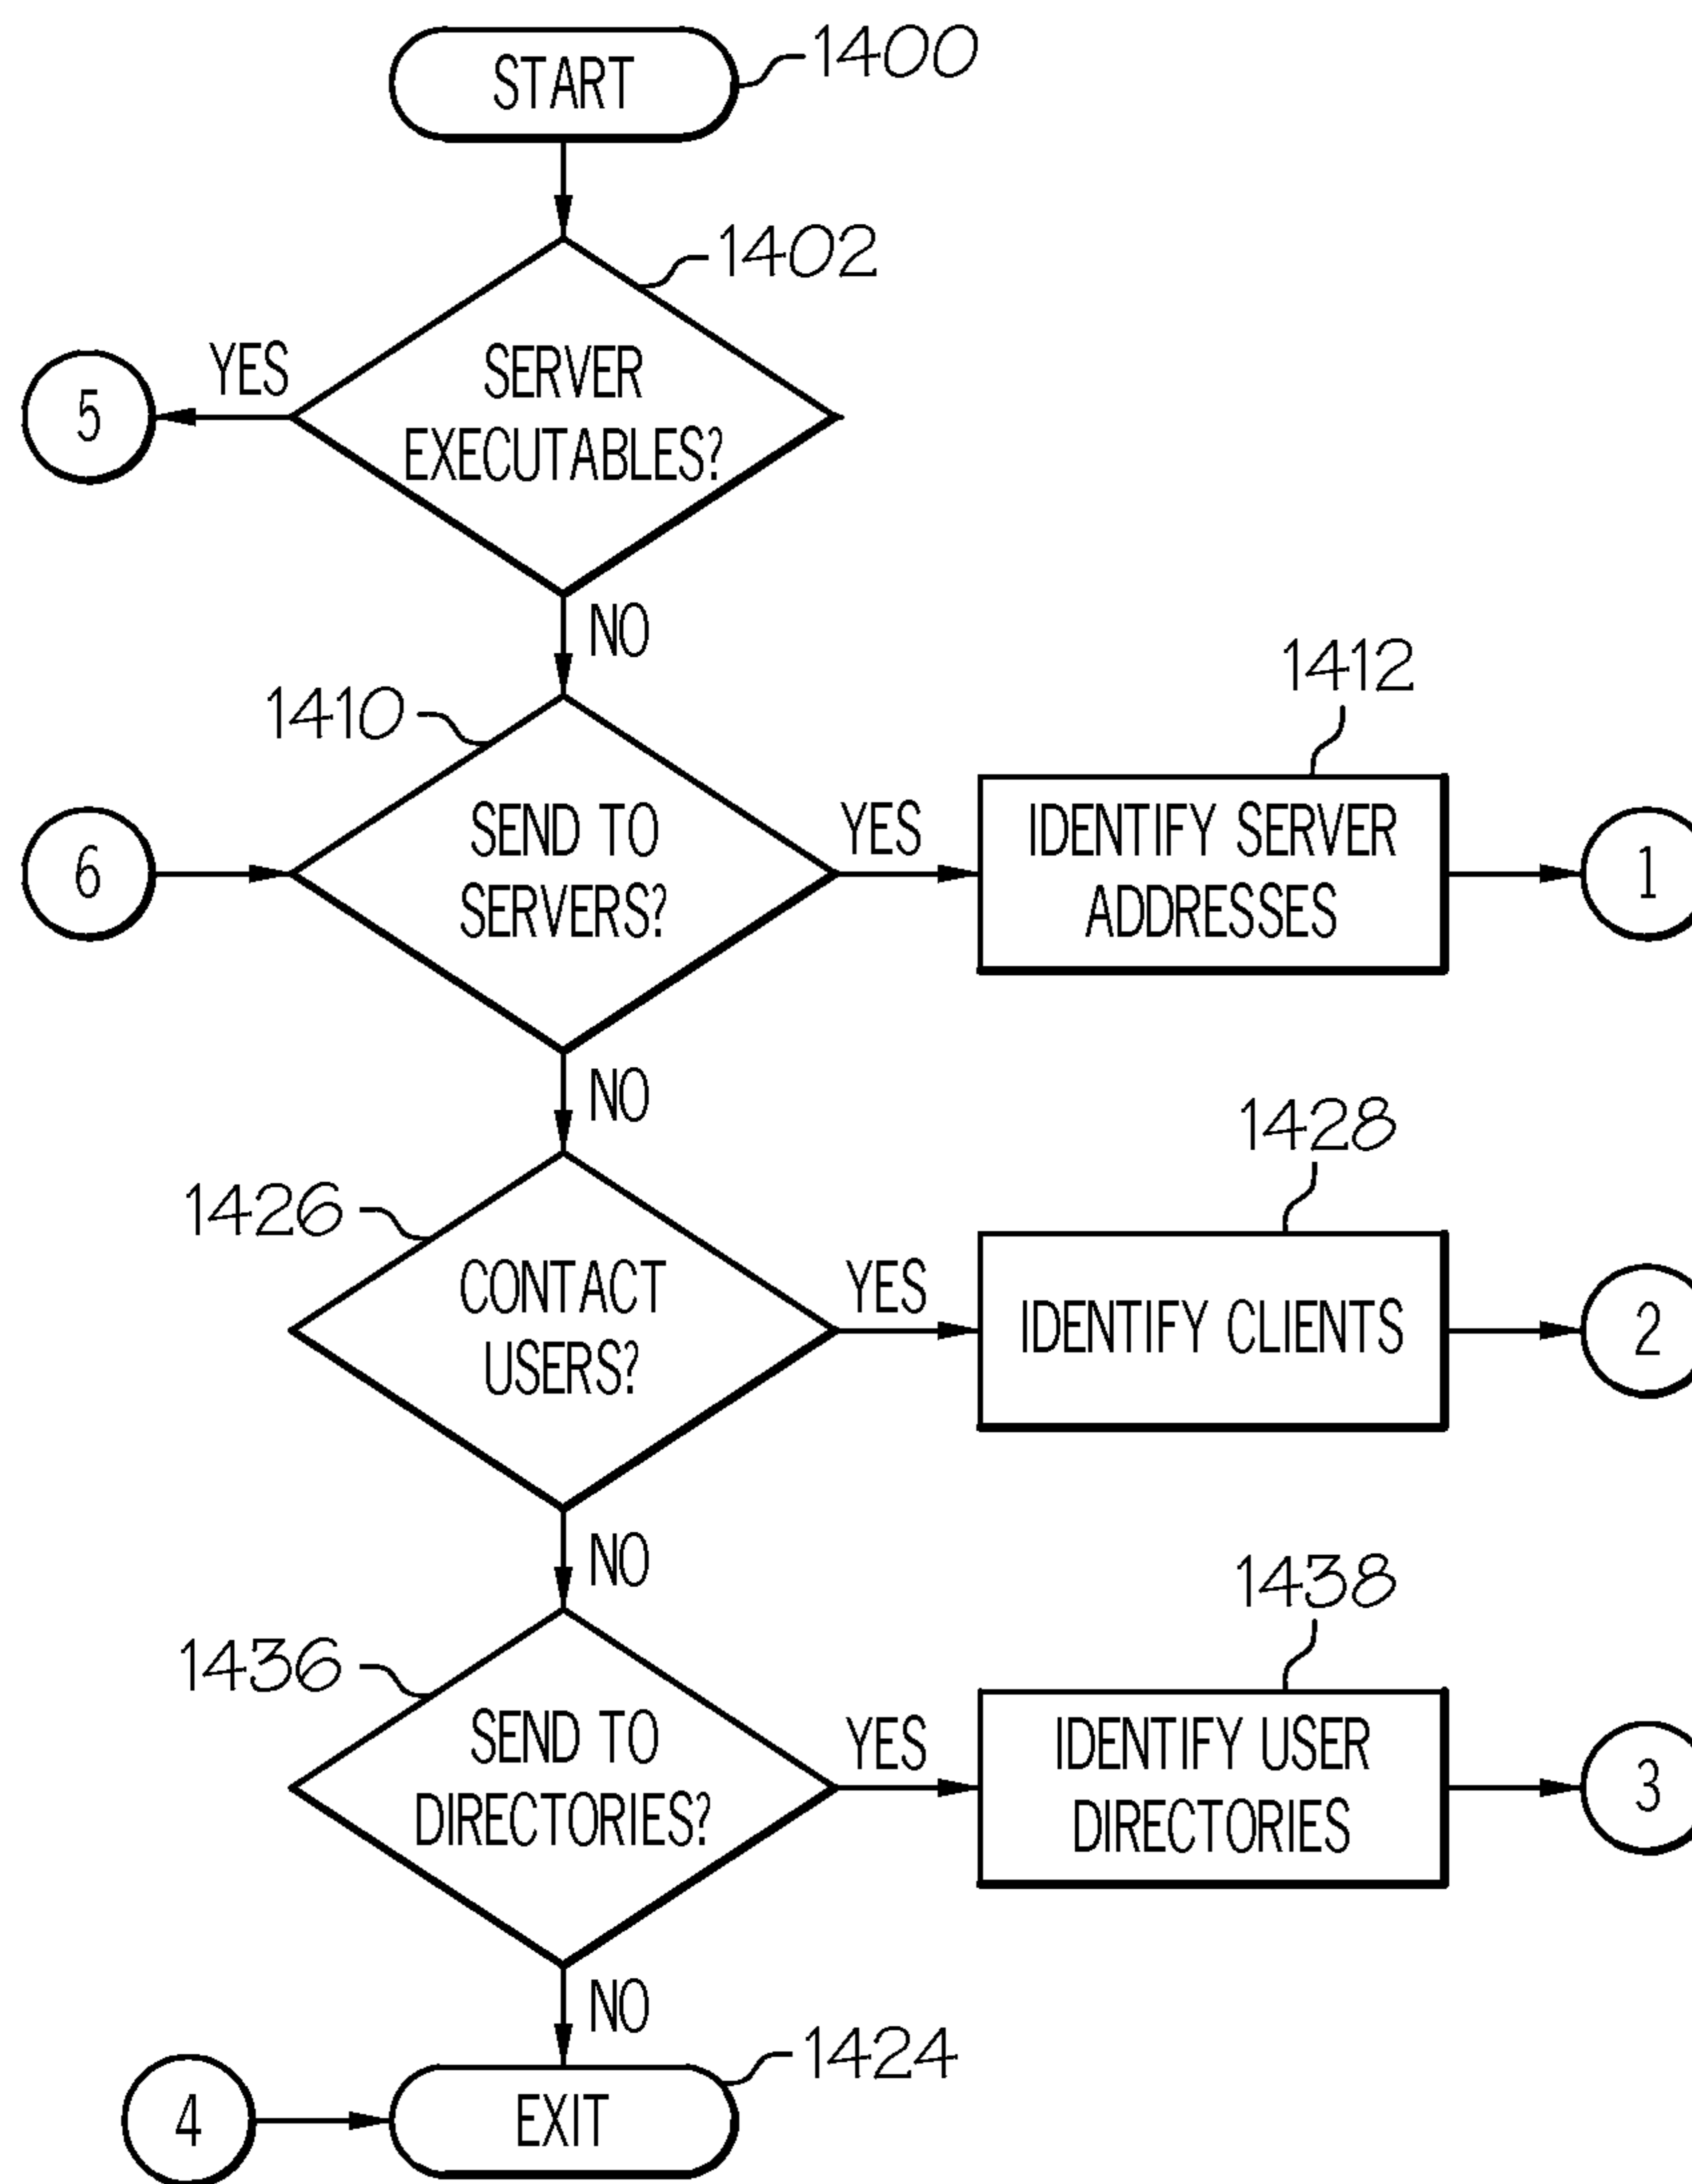 START
1400
1402
YES
SERVER
EXECUTABLES?
5
NO
1410
1412
6
SEND TO
SERVERS?
YES
IDENTIFY SERVER
ADDRESSES
1
NO
1426
1428
CONTACT
USERS?
YES
IDENTIFY CLIENTS
2
NO
1436
1438
SEND TO
DIRECTORIES?
YES
IDENTIFY USER
DIRECTORIES
3
NO
1424
4
EXIT